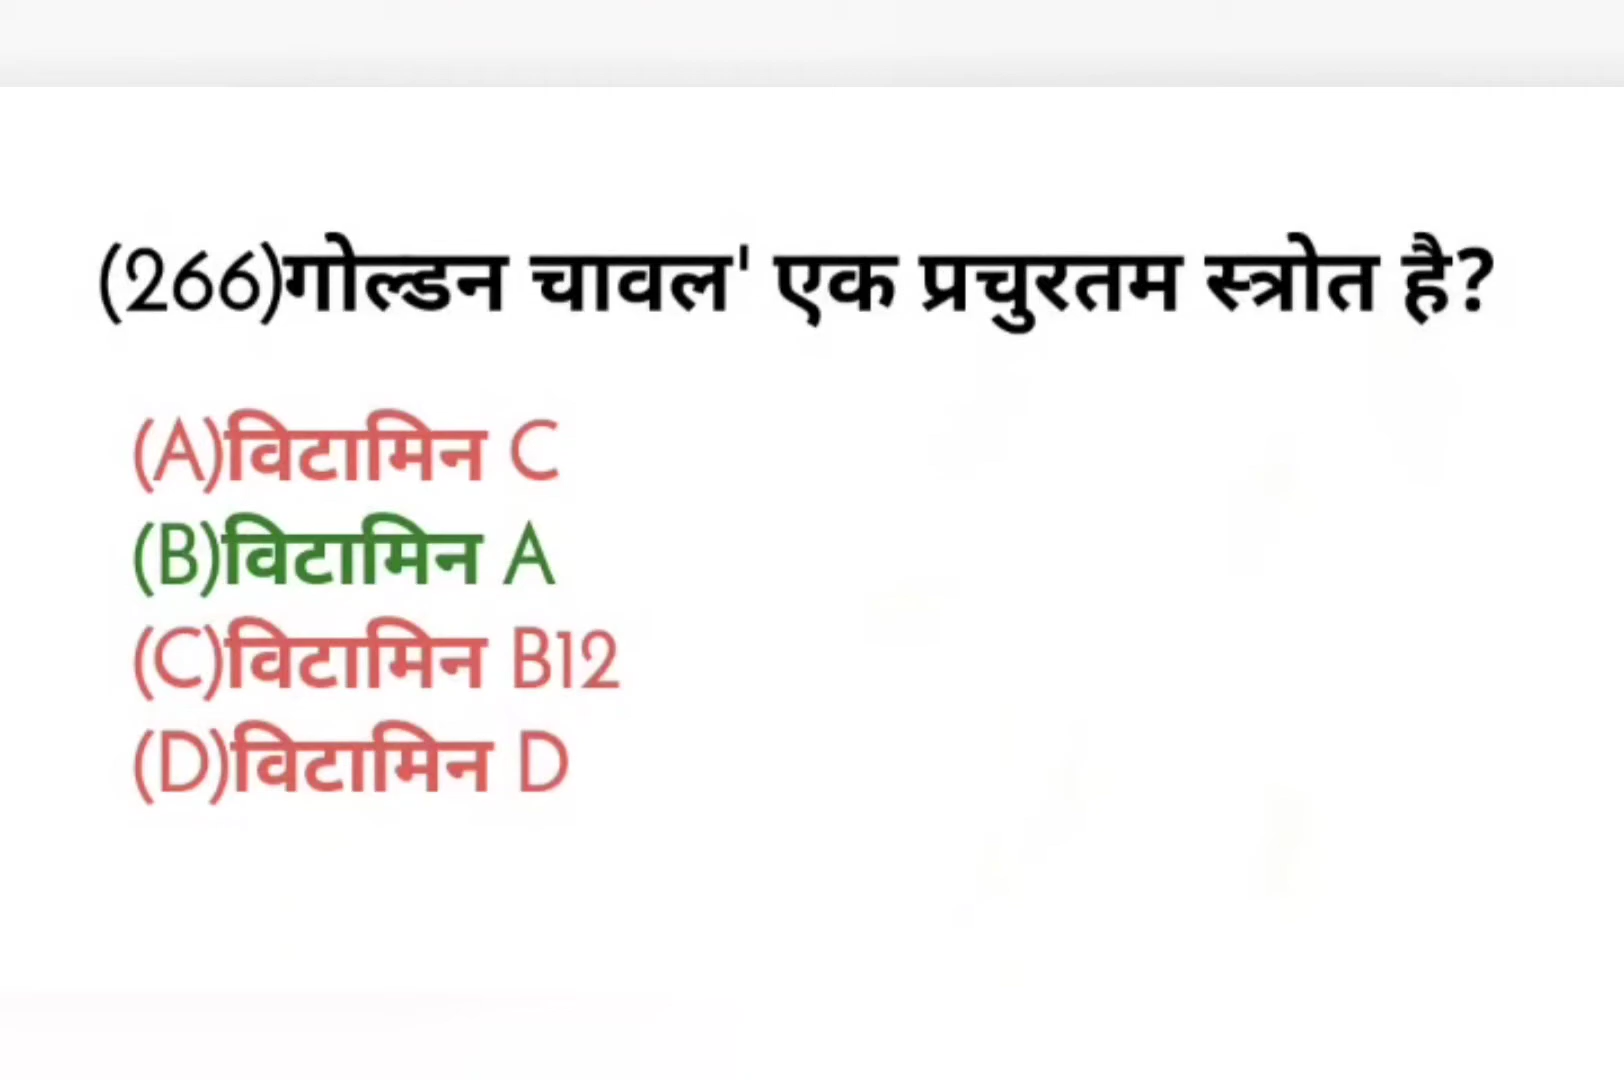 (266)गोल्डन चावल' एक प्रचुरतम स्त्रोत है?
(A)विटामिन C
(B)विटामिन A
(C)विटामिन B12
(D)विटामिन D